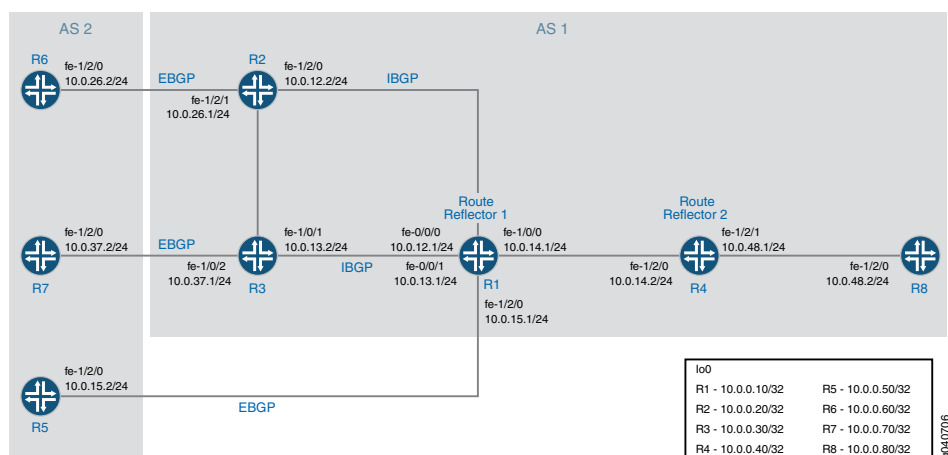 AS 2
AS 1
R6
fe-1/2/0
10.0.26.2/24
EBGP
R2
fe-1/2/0
10.0.12.2/24
IBGP
fe-1/2/1
10.0.26.1/24
Route
Reflector 1
Route
Reflector 2
fe-1/2/0
10.0.37.2/24
EBGP
fe-1/0/1
10.0.13.2/24
fe-0/0/0
10.0.12.1/24
fe-1/0/0
10.0.14.1/24
fe-1/2/1
10.0.48.1/24
R7
fe-1/0/2
10.0.37.1/24
R3
IBGP
fe-0/0/1
10.0.13.1/24
R1
fe-1/2/0
10.0.14.2/24
R4
fe-1/2/0
10.0.48.2/24
R8
fe-1/2/0
10.0.15.1/24
fe-1/2/0
10.0.15.2/24
R5
EBGP
lo0
R1 - 10.0.0.10/32 R5 - 10.0.0.50/32
R2 - 10.0.0.20/32 R6 - 10.0.0.60/32
R3 - 10.0.0.30/32 R7 - 10.0.0.70/32
R4 - 10.0.0.40/32 R8 - 10.0.0.80/32